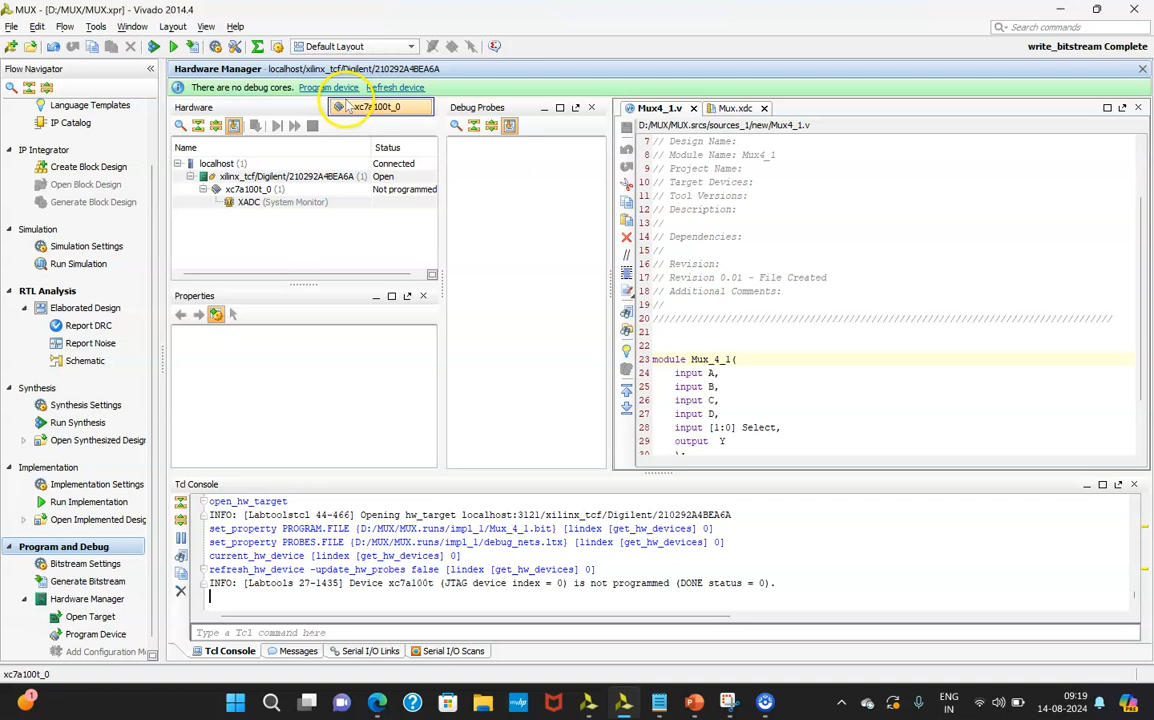 MUX - [D:/MUX/MUX.xpr] - Vivado 2014.4
File Edit Flow Tools Window Layout View Help
Search commands
Default Layout
write_bitstream Complete
Flow Navigator
Language Templates
IP Catalog
IP Integrator
Create Block Design
Open Block Design
Generate Block Design
Simulation
Simulation Settings
Run Simulation
RTL Analysis
Elaborated Design
Report DRC
Report Noise
Schematic
Synthesis
Synthesis Settings
Run Synthesis
Open Synthesized Design
Implementation
Implementation Settings
Run Implementation
Open Implemented Desig
Program and Debug
Bitstream Settings
Generate Bitstream
Hardware Manager
Open Target
Program Device
Add Configuration M
Hardware Manager - localhost/xilinx_tcf/Digilent/210292A4BEA6A
There are no debug cores. Program device Refresh device
Hardware
xc7a100t_0
Name Status
localhost (1) Connected
xilinx_tcf/Digilent/210292A4BEA6A (1) Open
xc7a100t_0 (1) Not programmed
XADC (System Monitor)
Properties
Debug Probes
Mux4_1.v
Mux.xdc
D:/MUX/MUX.srcs/sources_1/new/Mux4_1.v
7 // Design Name:
8 // Module Name: Mux4_1
9 // Project Name:
10 // Target Devices:
11 // Tool Versions:
12 // Description:
13 //
14 // Dependencies:
15 //
16 // Revision:
17 // Revision 0.01 - File Created
18 // Additional Comments:
19 //
20 //////////////////////////////////////////////////////////////////////////////////
21
22
23 module Mux_4_1(
24 input A,
25 input B,
26 input C,
27 input D,
28 input [1:0] Select,
29 output Y
30 );
Tcl Console
open_hw_target
INFO: [Labtoolstcl 44-466] Opening hw_target localhost:3121/xilinx_tcf/Digilent/210292A4BEA6A
set_property PROGRAM.FILE {D:/MUX/MUX.runs/impl_1/Mux_4_1.bit} [lindex [get_hw_devices] 0]
set_property PROBES.FILE {D:/MUX/MUX.runs/impl_1/debug_nets.ltx} [lindex [get_hw_devices] 0]
current_hw_device [lindex [get_hw_devices] 0]
refresh_hw_device -update_hw_probes false [lindex [get_hw_devices] 0]
INFO: [Labtools 27-1435] Device xc7a100t (JTAG device index = 0) is not programmed (DONE status = 0).
Type a Tcl command here
Tcl Console Messages Serial I/O Links Serial I/O Scans
xc7a100t_0
1
ENG
IN
09:19
14-08-2024